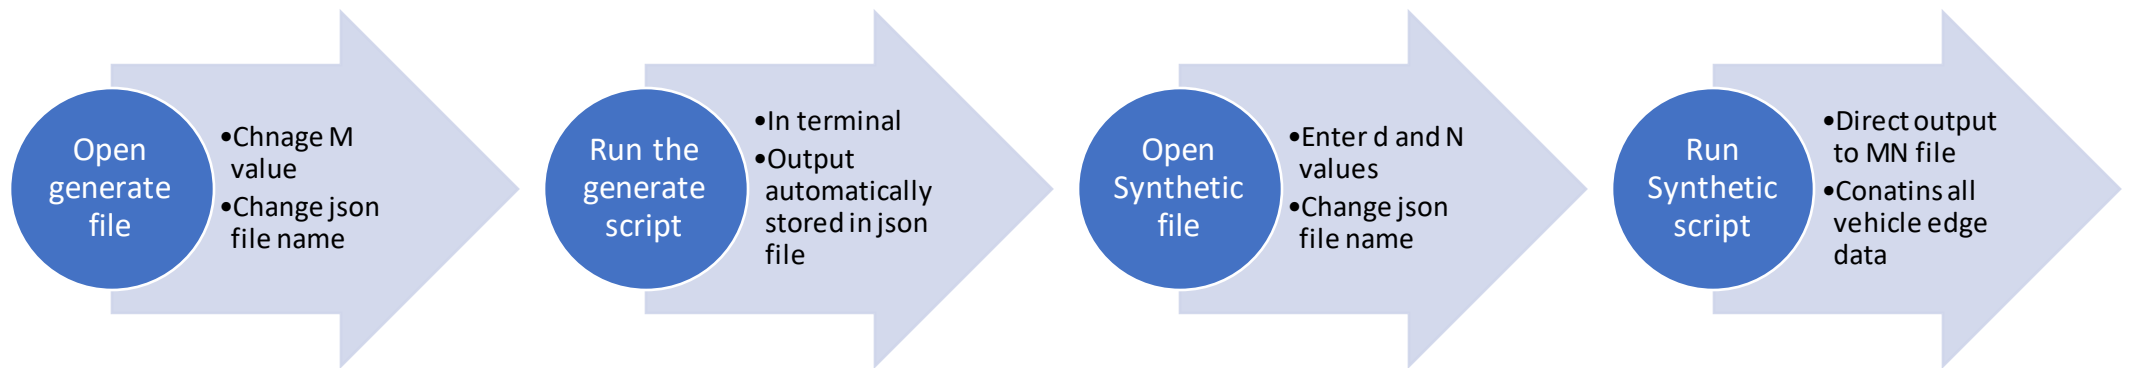 Open
generate
file
•Chnage M
value
•Change json
file name
Run the
generate
script
•In terminal
•Output
automatically
stored in json
file
Open
Synthetic
file
•Enter d and N
values
•Change json
file name
Run
Synthetic
script
•Direct output
to MN file
•Conatins all
vehicle edge
data